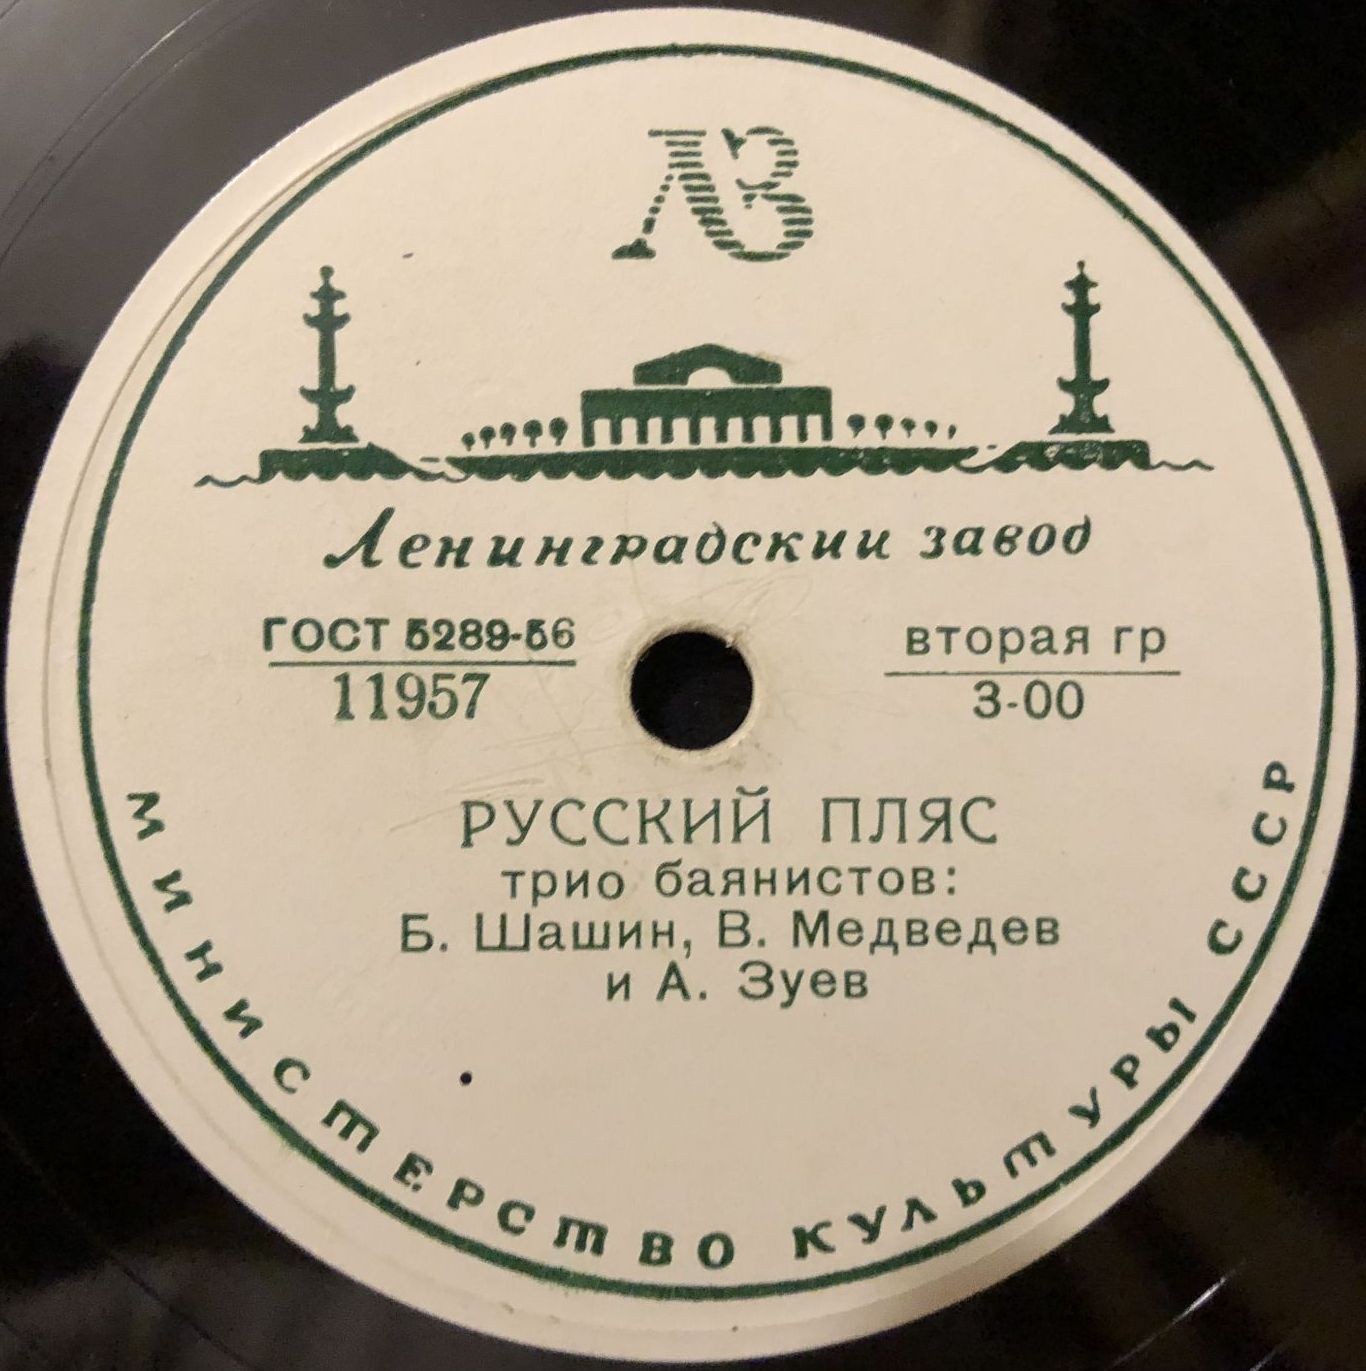 ЛЗ
Ленинградский завод
ГОСТ 5289-56
11957
вторая гр
3-00
РУССКИЙ ПЛЯС
трио баянистов:
Б. Шашин, В. Медведев
и А. Зуев
МИНИСТЕРСТВО КУЛЬТУРЫ СССР